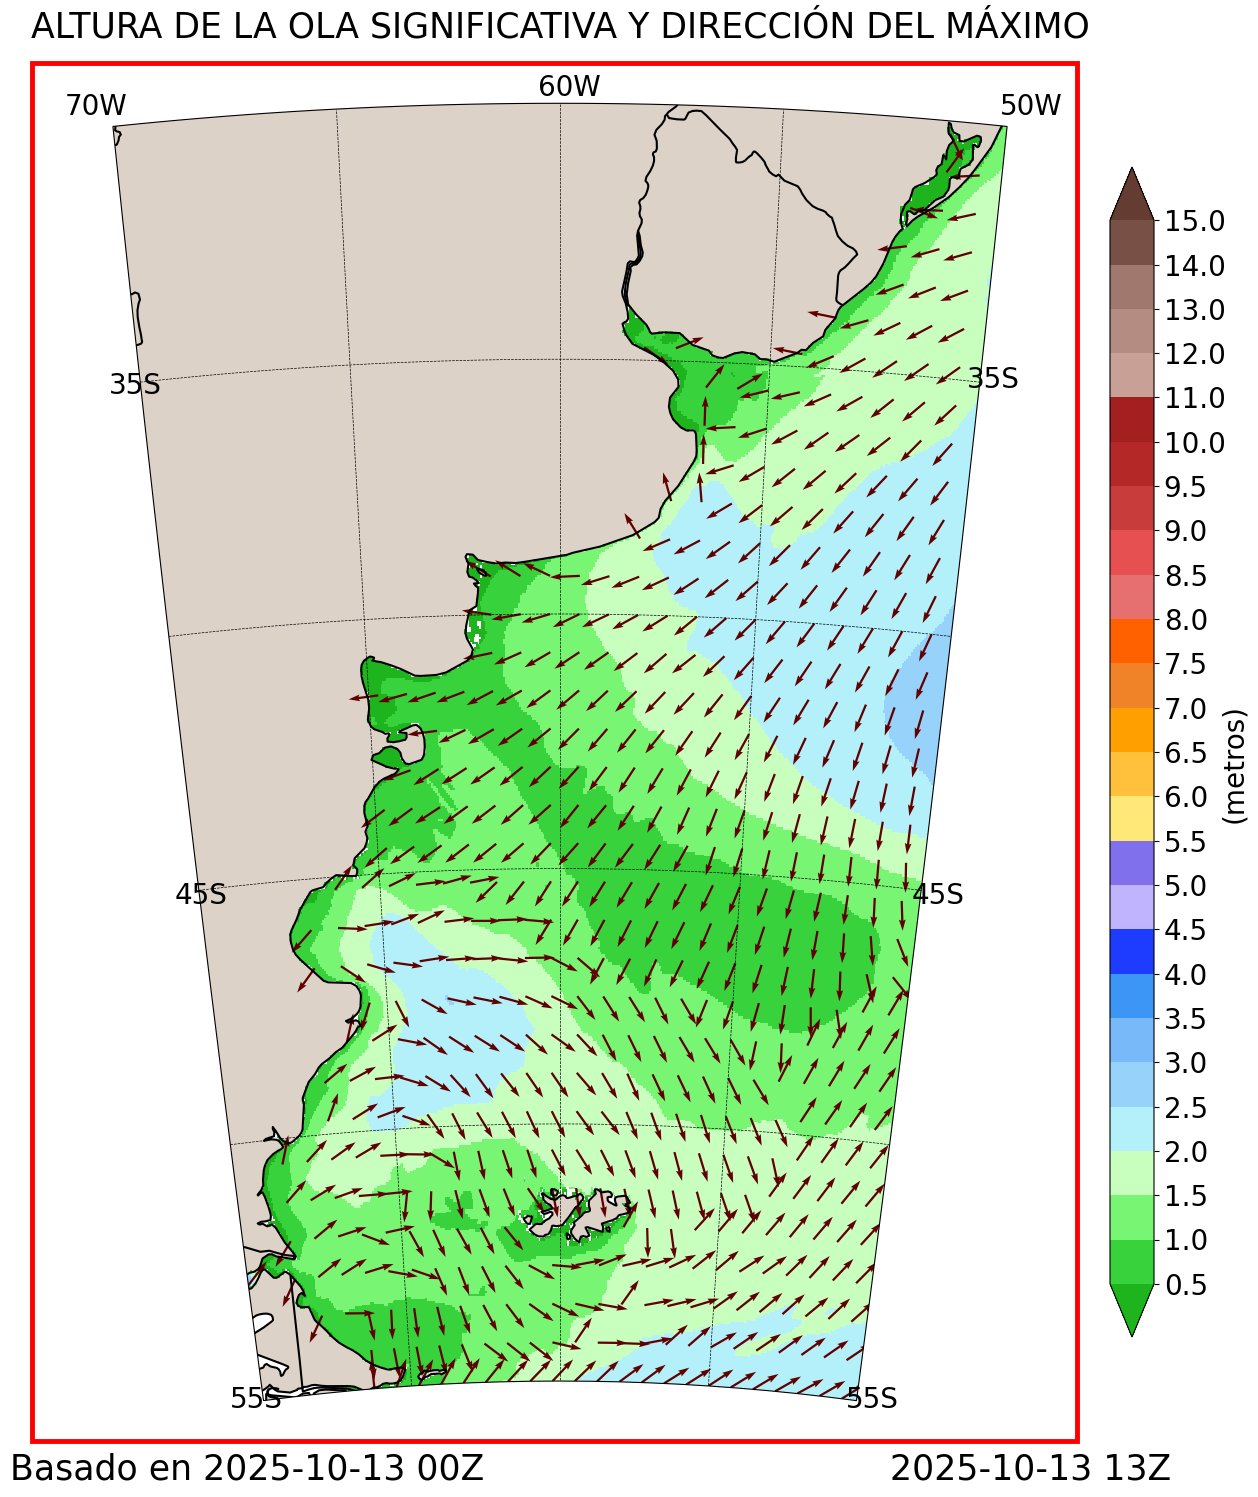 ALTURA DE LA OLA SIGNIFICATIVA Y DIRECCIÓN DEL MÁXIMO
70W
60W
50W
35S
35S
45S
45S
55S
55S
15.0
14.0
13.0
12.0
11.0
10.0
9.5
9.0
8.5
8.0
7.5
7.0
6.5
6.0
5.5
5.0
4.5
4.0
3.5
3.0
2.5
2.0
1.5
1.0
0.5
(metros)
Basado en 2025-10-13 00Z
2025-10-13 13Z